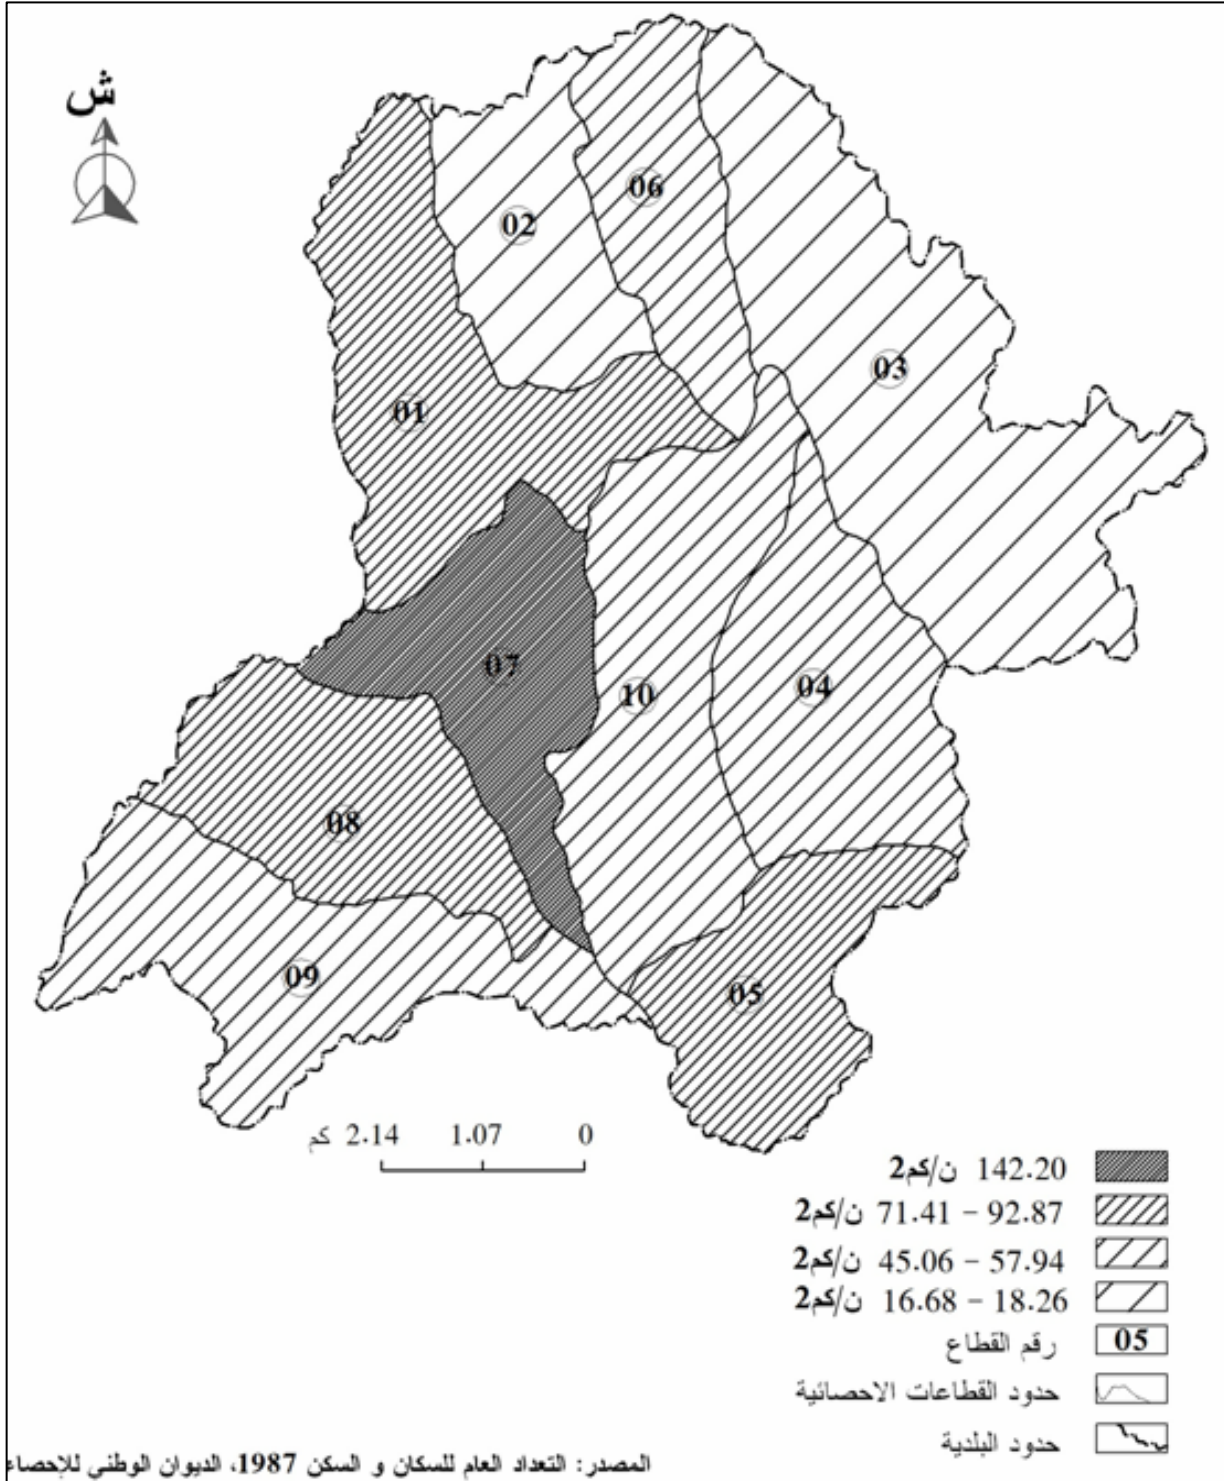 ش
06
02
03
01
07
10
04
08
09
05
كم 2.14 1.07 0
142.20 ن/كم2
71.41 - 92.87 ن/كم2
45.06 - 57.94 ن/كم2
16.68 - 18.26 ن/كم2
05 رقم القطاع
حدود القطاعات الاحصائية
حدود البلدية
المصدر: التعداد العام للسكان و السكن 1987، الديوان الوطني للإحصاء